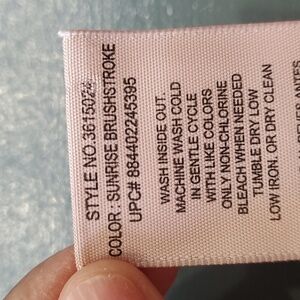 STYLE NO.3615024
COLOR : SUNRISE BRUSHSTROKE
UPC# 884402245395
WASH INSIDE OUT.
MACHINE WASH COLD
IN GENTLE CYCLE
WITH LIKE COLORS
ONLY NON-CHLORINE
BLEACH WHEN NEEDED
TUMBLE DRY LOW
LOW IRON. OR DRY CLEAN